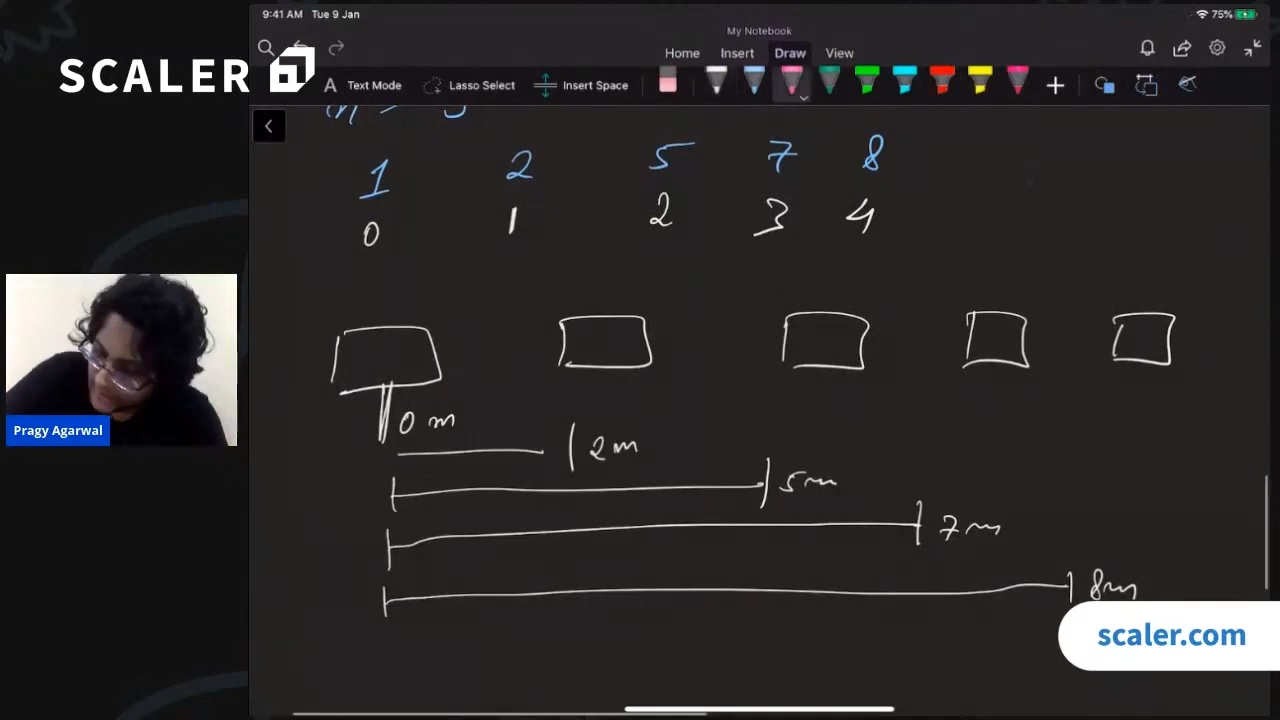 9:41 AM Tue 9 Jan
75%
My Notebook
SCALER
Home Insert Draw View
Text Mode Lasso Select Insert Space
1 2 5 7 8
0 1 2 3 4
0 m
2m
5m
7m
8m
Pragy Agarwal
scaler.com